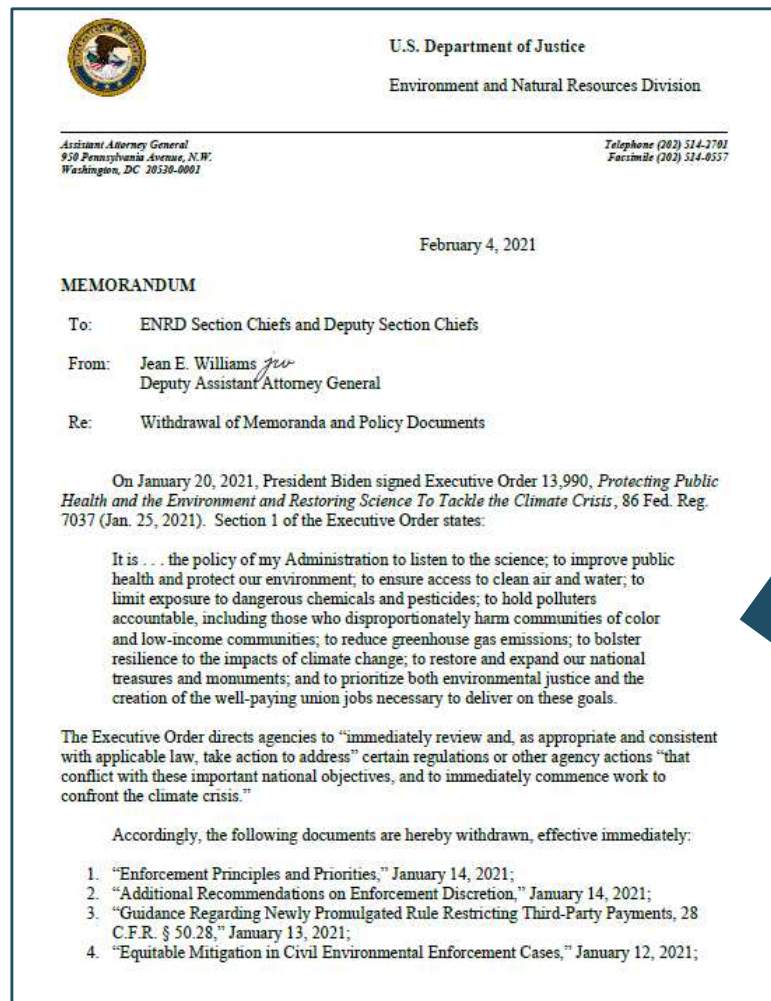 U.S. Department of Justice
Environment and Natural Resources Division
Assistant Attorney General
950 Pennsylvania Avenue, N.W.
Washington, DC 20530-0001
Telephone (202) 514-2701
Facsimile (202) 514-0557
February 4, 2021
MEMORANDUM
To: ENRD Section Chiefs and Deputy Section Chiefs
From: Jean E. Williams jw
Deputy Assistant Attorney General
Re: Withdrawal of Memoranda and Policy Documents
On January 20, 2021, President Biden signed Executive Order 13,990, Protecting Public
Health and the Environment and Restoring Science To Tackle the Climate Crisis, 86 Fed. Reg.
7037 (Jan. 25, 2021). Section 1 of the Executive Order states:
It is . . . the policy of my Administration to listen to the science; to improve public
health and protect our environment; to ensure access to clean air and water; to
limit exposure to dangerous chemicals and pesticides; to hold polluters
accountable, including those who disproportionately harm communities of color
and low-income communities; to reduce greenhouse gas emissions; to bolster
resilience to the impacts of climate change; to restore and expand our national
treasures and monuments; and to prioritize both environmental justice and the
creation of the well-paying union jobs necessary to deliver on these goals.
The Executive Order directs agencies to “immediately review and, as appropriate and consistent
with applicable law, take action to address” certain regulations or other agency actions “that
conflict with these important national objectives, and to immediately commence work to
confront the climate crisis.”
Accordingly, the following documents are hereby withdrawn, effective immediately:
1. “Enforcement Principles and Priorities,” January 14, 2021;
2. “Additional Recommendations on Enforcement Discretion,” January 14, 2021;
3. “Guidance Regarding Newly Promulgated Rule Restricting Third-Party Payments, 28
C.F.R. § 50.28,” January 13, 2021;
4. “Equitable Mitigation in Civil Environmental Enforcement Cases,” January 12, 2021;